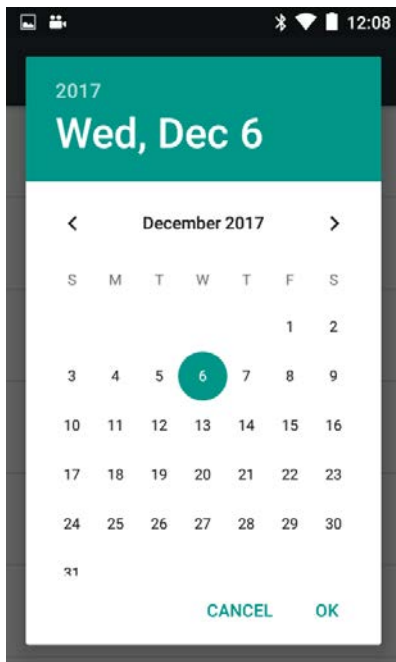 12:08
2017
Wed, Dec 6
December 2017
S M T W T F S
1 2
3 4 5 6 7 8 9
10 11 12 13 14 15 16
17 18 19 20 21 22 23
24 25 26 27 28 29 30
31
CANCEL OK